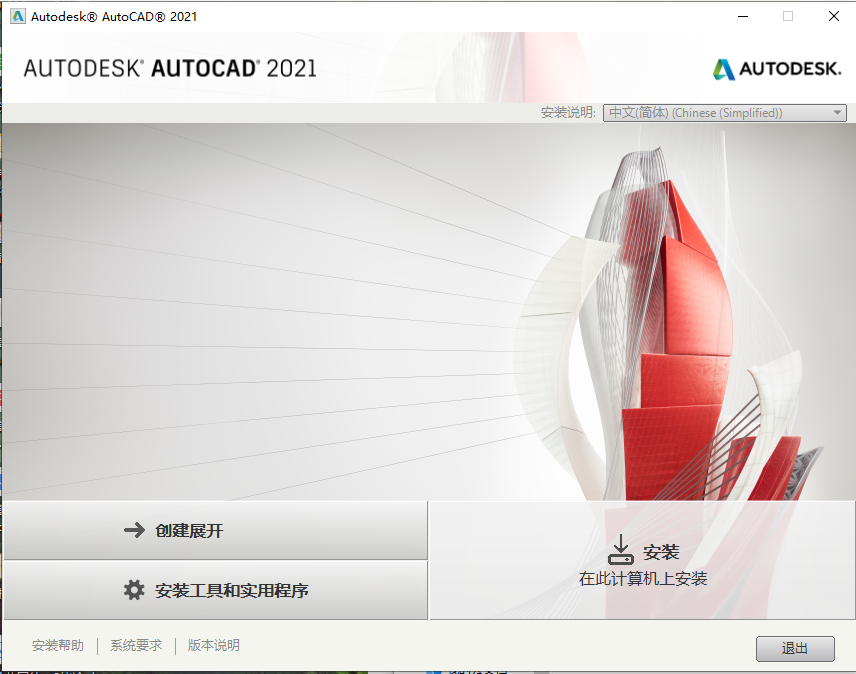 Autodesk® AutoCAD® 2021
AUTODESK® AUTOCAD® 2021
AUTODESK.
安装说明: 中文(简体) (Chinese (Simplified))
创建展开
安装工具和实用程序
安装
在此计算机上安装
安装帮助 系统要求 版本说明
退出